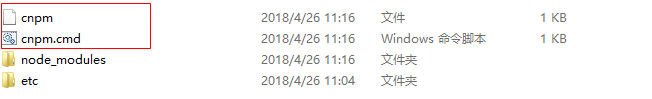 cnpm 2018/4/26 11:16 文件 1 KB
cnpm.cmd 2018/4/26 11:16 Windows 命令脚本 1 KB
node_modules 2018/4/26 11:16 文件夹
etc 2018/4/26 11:04 文件夹